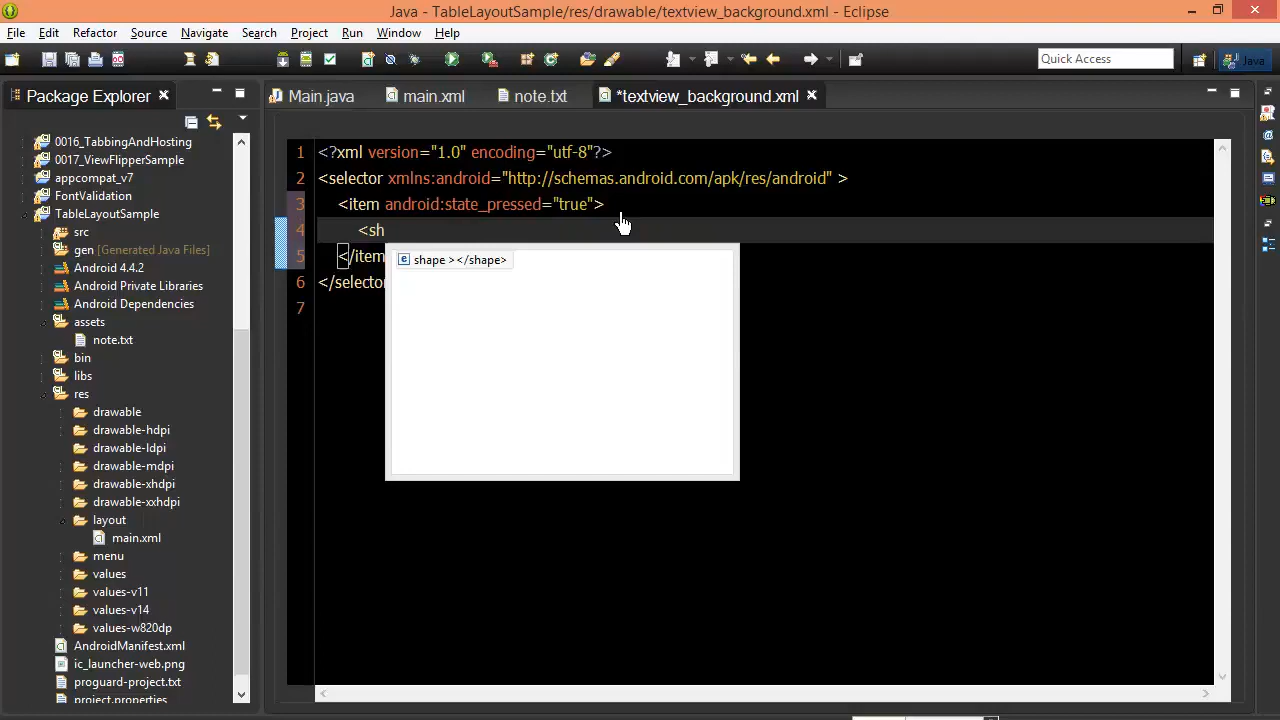 Java - TableLayoutSample/res/drawable/textview_background.xml - Eclipse
File Edit Refactor Source Navigate Search Project Run Window Help
Quick Access
Java
Package Explorer
Main.java main.xml note.txt *textview_background.xml
0016_TabbingAndHosting
0017_ViewFlipperSample
appcompat_v7
FontValidation
TableLayoutSample
src
gen [Generated Java Files]
Android 4.4.2
Android Private Libraries
Android Dependencies
assets
note.txt
bin
libs
res
drawable
drawable-hdpi
drawable-ldpi
drawable-mdpi
drawable-xhdpi
drawable-xxhdpi
layout
main.xml
menu
values
values-v11
values-v14
values-w820dp
AndroidManifest.xml
ic_launcher-web.png
proguard-project.txt
project.properties
1 <?xml version="1.0" encoding="utf-8"?>
2 <selector xmlns:android="http://schemas.android.com/apk/res/android" >
3 <item android:state_pressed="true">
4 <sh
5 </item
6 </selector
7
shape ></shape>